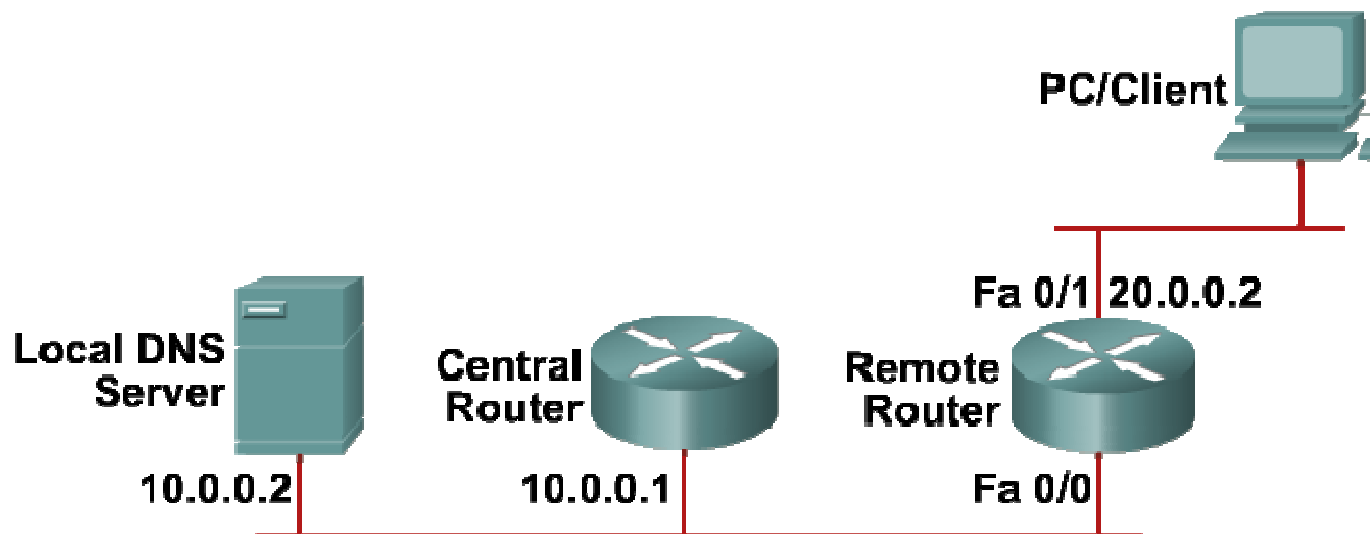 PC/Client
Fa 0/1 20.0.0.2
Local DNS
Server
Central
Router
Remote
Router
10.0.0.2
10.0.0.1
Fa 0/0